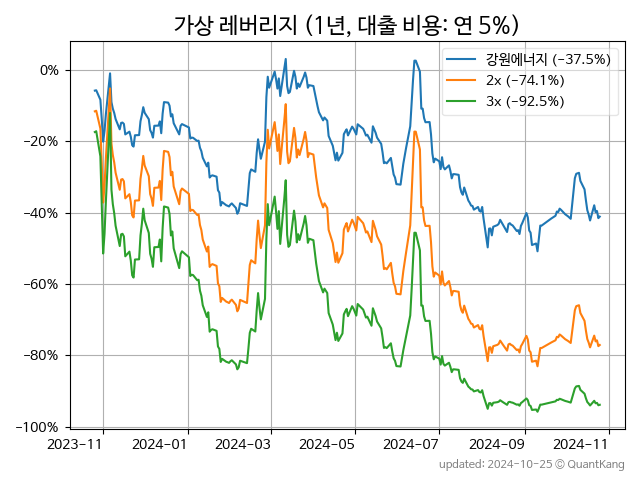 가상 레버리지 (1년, 대출 비용: 연 5%)
강원에너지 (−37.5%)
2x (−74.1%)
3x (−92.5%)
0%
−20%
−40%
−60%
−80%
−100%
2023-11 2024-01 2024-03 2024-05 2024-07 2024-09 2024-11
updated: 2024-10-25 © QuantKang